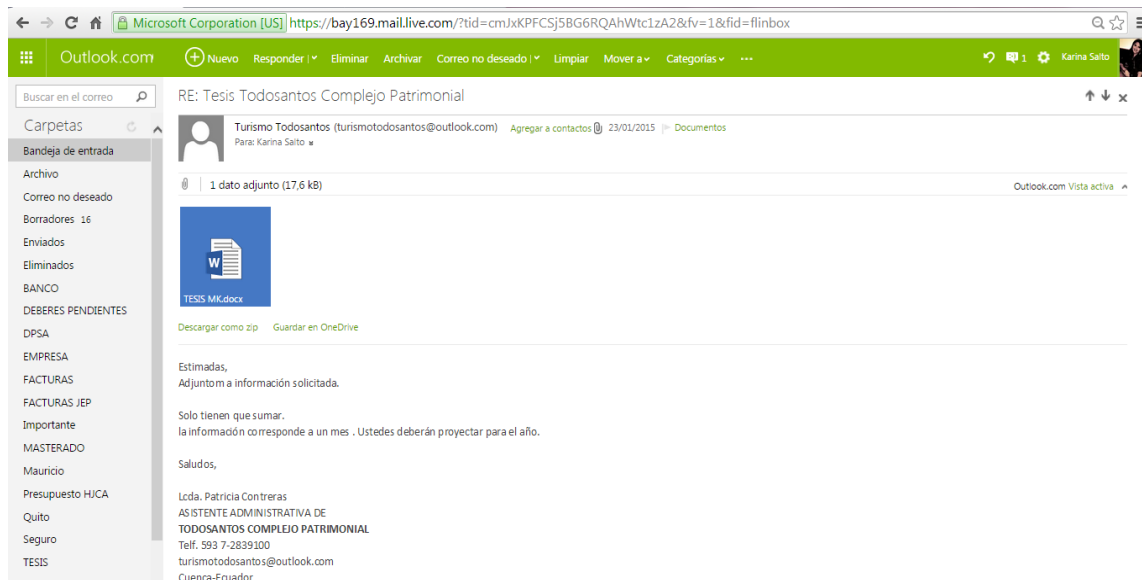 Microsoft Corporation [US] https://bay169.mail.live.com/?tid=cmJxKPFCSj5BG6RQAhWtc1zA2&fv=1&fid=flinbox
Outlook.com
Nuevo Responder Eliminar Archivar Correo no deseado Limpiar Mover a Categorías ...
1 Karina Saito
Buscar en el correo
Carpetas
Bandeja de entrada
Archivo
Correo no deseado
Borradores 16
Enviados
Eliminados
BANCO
DEBERES PENDIENTES
DPSA
EMPRESA
FACTURAS
FACTURAS JEP
Importante
MASTERADO
Mauricio
Presupuesto HJCA
Quito
Seguro
TESIS
RE: Tesis Todosantos Complejo Patrimonial
Turismo Todosantos (turismotodosantos@outlook.com) Agregar a contactos 23/01/2015 Documentos
Para: Karina Saito
1 dato adjunto (17,6 kB)
Outlook.com Vista activa
W
TESIS MK.docx
Descargar como zip Guardar en OneDrive
Estimadas,
Adjuntom a información solicitada.
Solo tienen que sumar.
la información corresponde a un mes . Ustedes deberán proyectar para el año.
Saludos,
Lcda. Patricia Contreras
ASISTENTE ADMINISTRATIVA DE
TODOSANTOS COMPLEJO PATRIMONIAL
Telf. 593 7-2839100
turismotodosantos@outlook.com
Cuenca-Ecuador